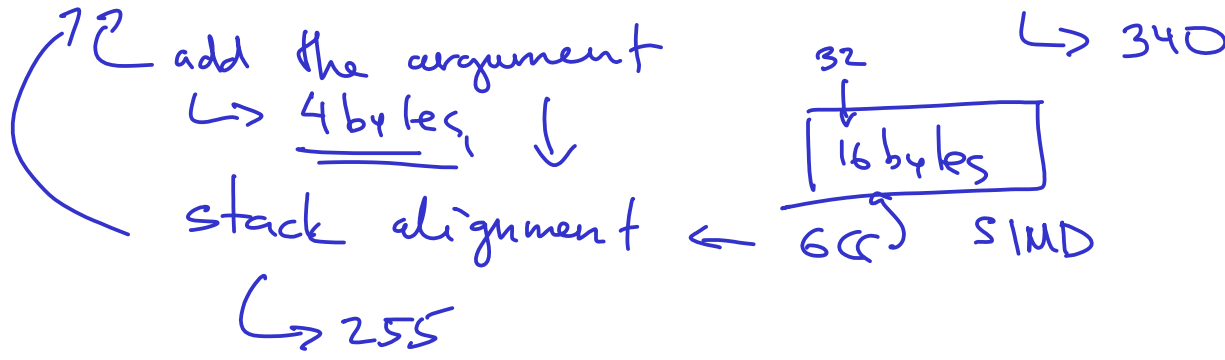 add the argument
↳ 340
32
↳ 4 bytes, ↓
16 bytes
stack alignment ← GCC SIMD
↳ 255